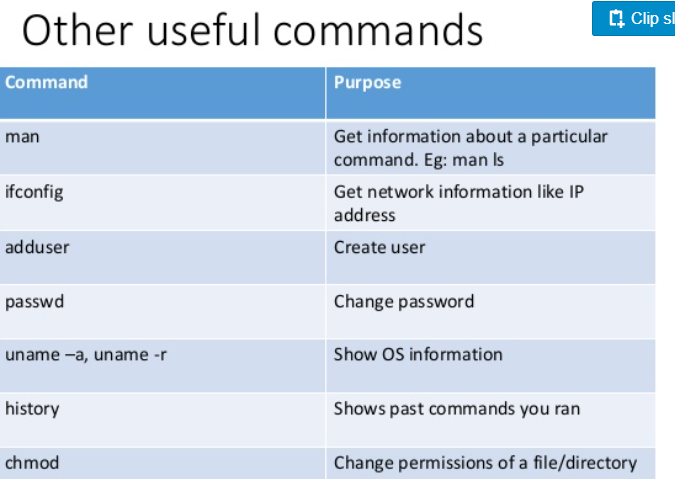 Other useful commands
Clip sl
Command
Purpose
man
Get information about a particular
command. Eg: man ls
ifconfig
Get network information like IP
address
adduser
Create user
passwd
Change password
uname –a, uname -r
Show OS information
history
Shows past commands you ran
chmod
Change permissions of a file/directory